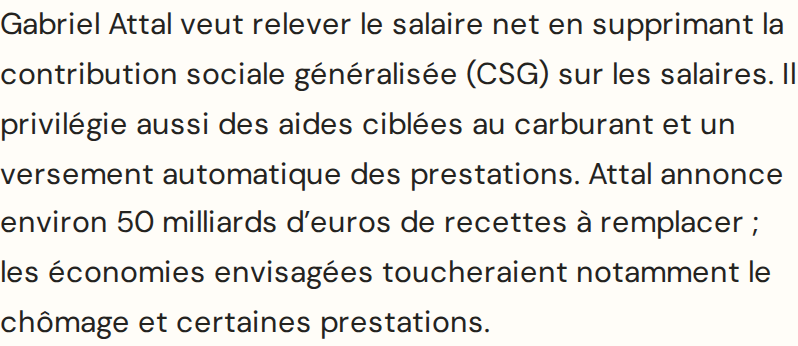 Gabriel Attal veut relever le salaire net en supprimant la
contribution sociale généralisée (CSG) sur les salaires. Il
privilégie aussi des aides ciblées au carburant et un
versement automatique des prestations. Attal annonce
environ 50 milliards d’euros de recettes à remplacer ;
les économies envisagées toucheraient notamment le
chômage et certaines prestations.